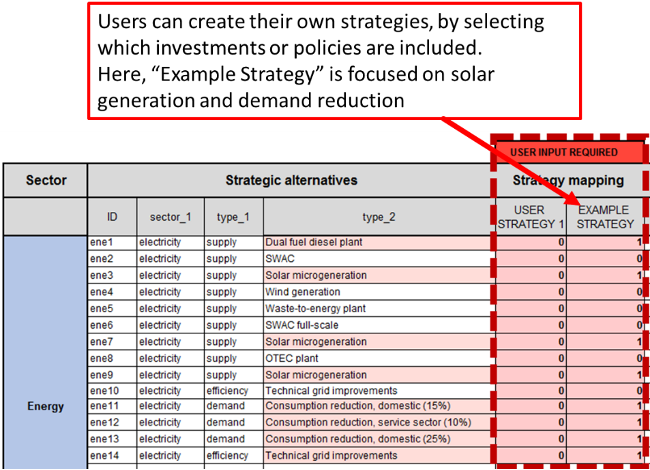 Users can create their own strategies, by selecting
which investments or policies are included.
Here, “Example Strategy” is focused on solar
generation and demand reduction
USER INPUT REQUIRED
Sector Strategic alternatives Strategy mapping
ID sector_1 type_1 type_2 USER STRATEGY 1 EXAMPLE STRATEGY
ene1 electricity supply Dual fuel diesel plant 0 1
ene2 electricity supply SWAC 0 0
ene3 electricity supply Solar microgeneration 0 1
ene4 electricity supply Wind generation 0 0
ene5 electricity supply Waste-to-energy plant 0 0
ene6 electricity supply SWAC full-scale 0 0
ene7 electricity supply Solar microgeneration 0 1
ene8 electricity supply OTEC plant 0 0
ene9 electricity supply Solar microgeneration 0 1
ene10 electricity efficiency Technical grid improvements 0 0
Energy ene11 electricity demand Consumption reduction, domestic (15%) 0 1
ene12 electricity demand Consumption reduction, service sector (10%) 0 1
ene13 electricity demand Consumption reduction, domestic (25%) 0 1
ene14 electricity efficiency Technical grid improvements 0 1